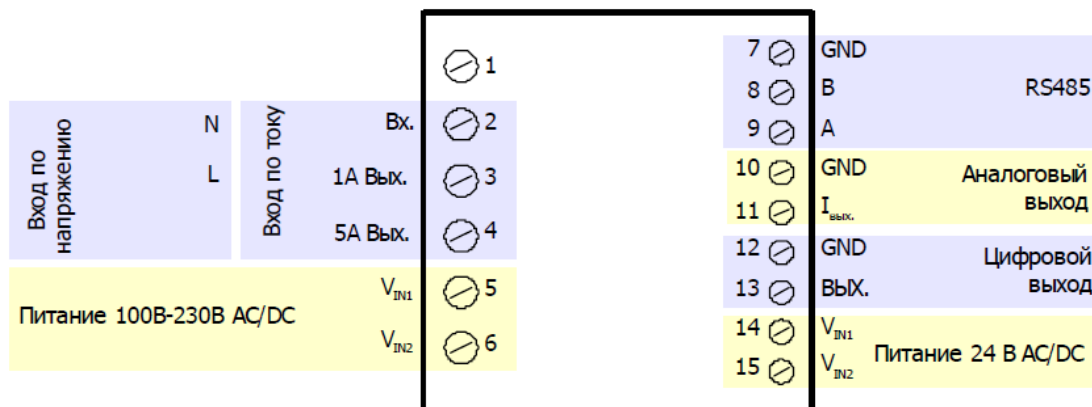 1
Вход по
напряжению
N
L
Вход по току
Вх. 2
1А Вых. 3
5А Вых. 4
Питание 100В-230В AC/DC
VIN1 5
VIN2 6
7 GND
8 B
9 A
RS485
10 GND
11 Iвых.
Аналоговый
выход
12 GND
13 ВЫХ.
Цифровой
выход
14 VIN1
15 VIN2
Питание 24 В AC/DC